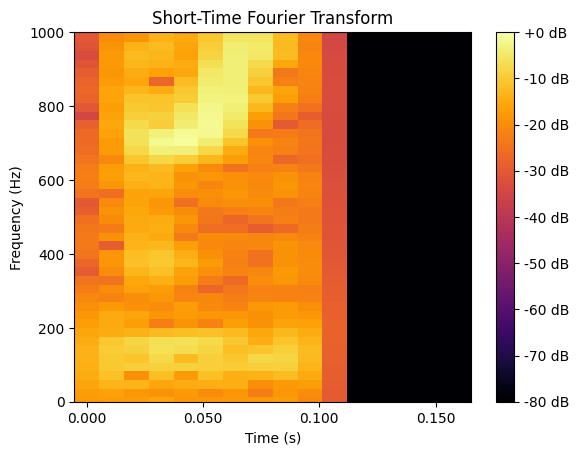 Short-Time Fourier Transform
1000
800
600
400
200
0
Frequency (Hz)
0.000
0.050
0.100
0.150
Time (s)
+0 dB
-10 dB
-20 dB
-30 dB
-40 dB
-50 dB
-60 dB
-70 dB
-80 dB